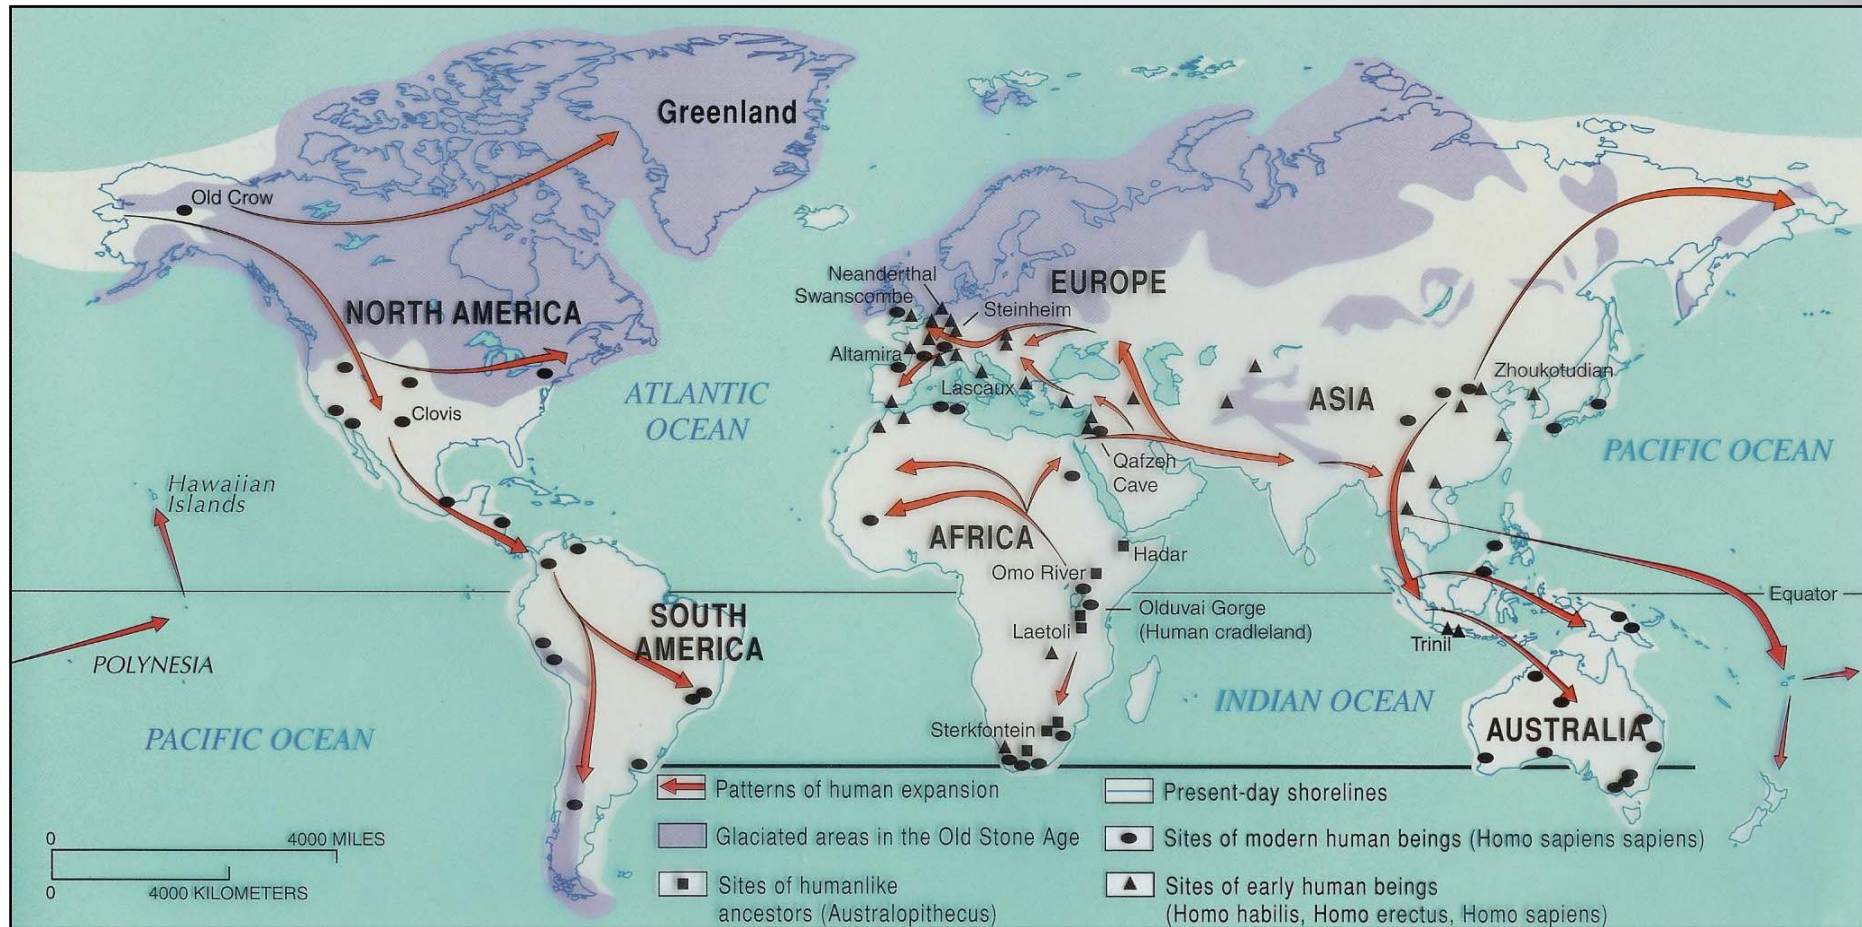 Greenland
Old Crow
NORTH AMERICA
Clovis
ATLANTIC
OCEAN
Hawaiian
Islands
POLYNESIA
PACIFIC OCEAN
SOUTH
AMERICA
Neanderthal
Swanscombe
Steinheim
EUROPE
Altamira
Lascaux
ASIA
Zhoukotudian
PACIFIC OCEAN
Qafzeh
Cave
AFRICA
Hadar
Omo River
Olduvai Gorge
(Human cradleland)
Laetoli
Equator
Trinil
INDIAN OCEAN
Sterkfontein
AUSTRALIA
0 4000 MILES
0 4000 KILOMETERS
Patterns of human expansion
Glaciated areas in the Old Stone Age
Sites of humanlike
ancestors (Australopithecus)
Present-day shorelines
Sites of modern human beings (Homo sapiens sapiens)
Sites of early human beings
(Homo habilis, Homo erectus, Homo sapiens)